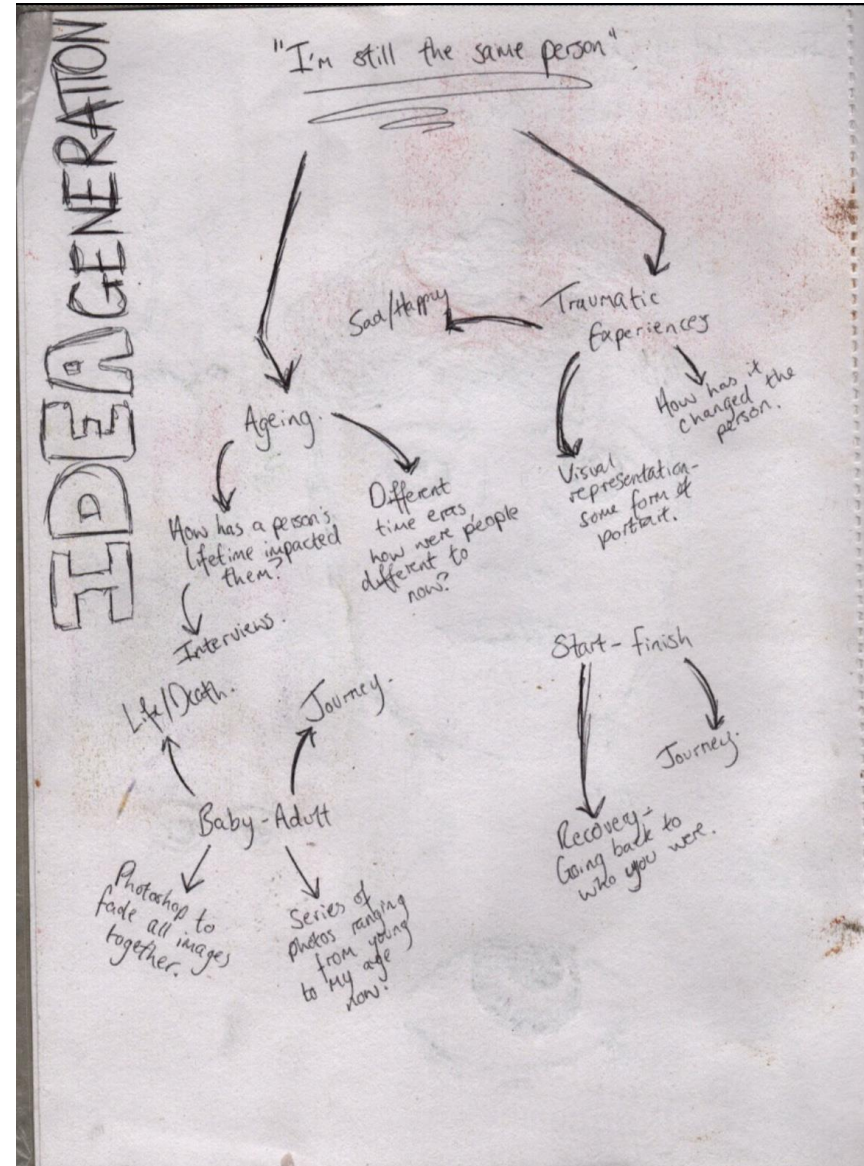 IDEA GENERATION
"I'm still the same person"
Sad/Happy
Traumatic
Experiences
How has it
changed the
person.
Visual
representation-
some form of
portrait.
Ageing.
How has a person's
lifetime impacted
them?
Interviews.
Different
time eras,
how were people
different to
now?
Start-finish
Journey.
Recovery-
Going back to
who you were.
Life/Death.
Journey.
Baby-Adult
Photoshop to
fade all images
together.
Series of
photos ranging
from young
to my age
now.